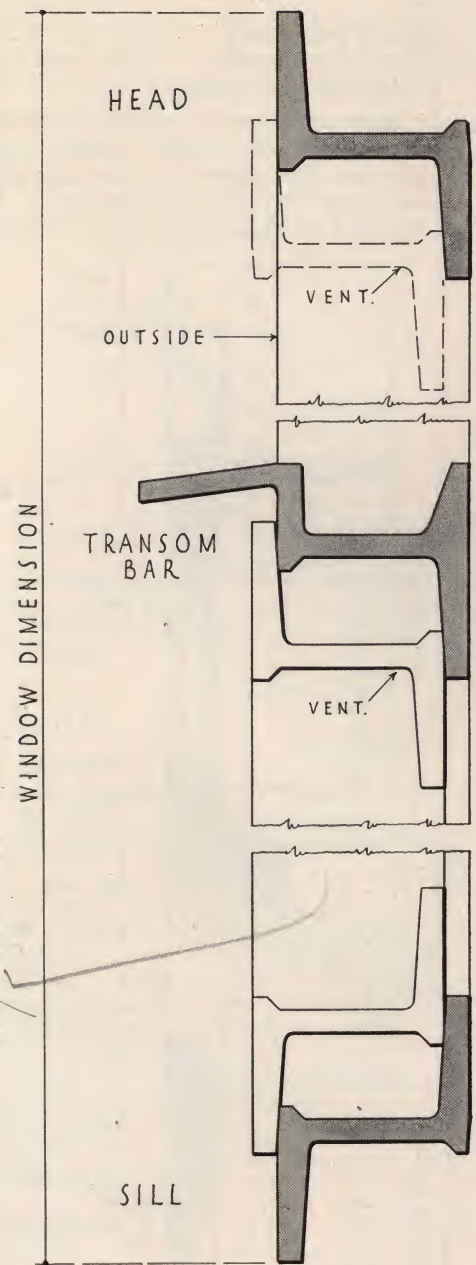 HEAD
VENT.
OUTSIDE
WINDOW DIMENSION
TRANSOM
BAR
VENT.
SILL